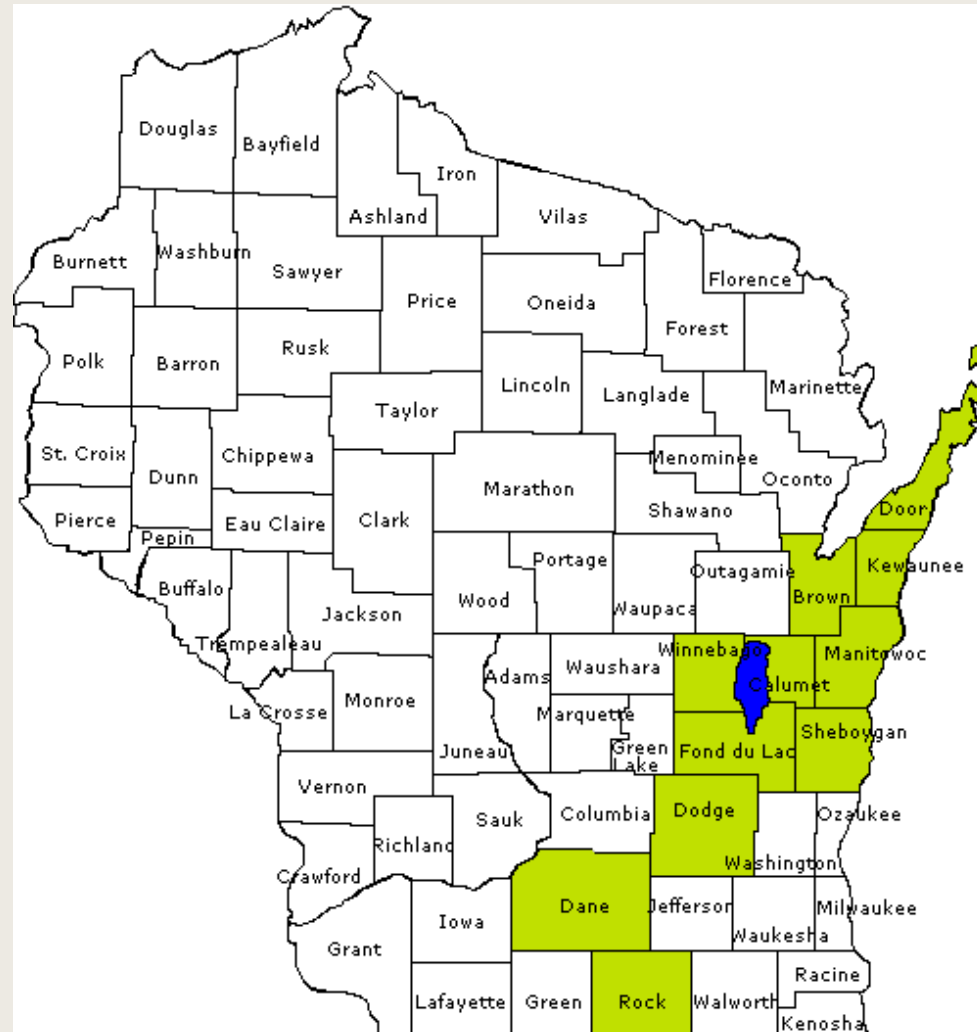 Douglas
Bayfield
Iron
Ashland
Vilas
Washburn
Burnett
Sawyer
Florence
Price
Oneida
Forest
Rusk
Polk
Barron
Lincoln
Langlade
Marinette
Taylor
St. Croix
Chippewa
Menominee
Dunn
Marathon
Oconto
Shawano
Door
Pierce
Eau Claire
Clark
Pepin
Portage
Outagamie
Kewaunee
Buffalo
Wood
Waupaca
Brown
Jackson
Trempealeau
Winnebago
Manitowoc
Waushara
Adams
Calumet
Monroe
La Crosse
Marquette
Sheboygan
Juneau
Green
Lake
Fond du Lac
Vernon
Columbia
Dodge
Ozaukee
Sauk
Richland
Washington
Crawford
Dane
Jefferson
Milwaukee
Iowa
Waukesha
Grant
Racine
Lafayette
Green
Rock
Walworth
Kenosha